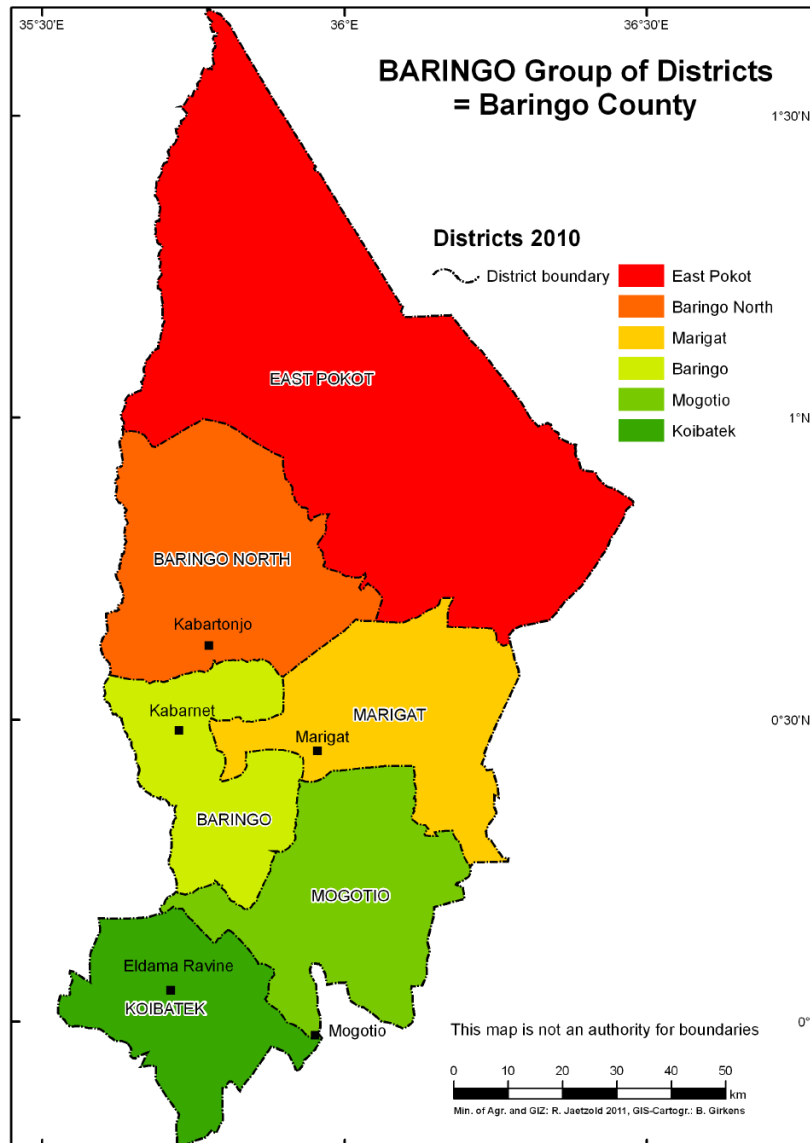 35°30'E
36°E
36°30'E
BARINGO Group of Districts
= Baringo County
1°30'N
Districts 2010
District boundary
East Pokot
Baringo North
Marigat
Baringo
Mogotio
Koibatek
EAST POKOT
1°N
BARINGO NORTH
Kabartonjo
Kabarnet
MARIGAT
0°30'N
Marigat
BARINGO
MOGOTIO
Eldama Ravine
KOIBATEK
Mogotio
0°
This map is not an authority for boundaries
0 10 20 30 40 50
km
Min. of Agr. and GIZ: R. Jaetzold 2011, GIS-Cartogr.: B. Girkens